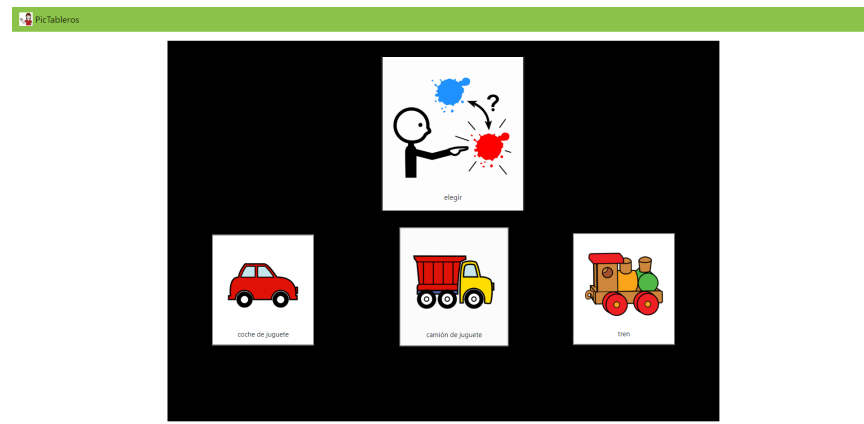 PicTableros
?
elegir
coche de juguete
camión de juguete
tren